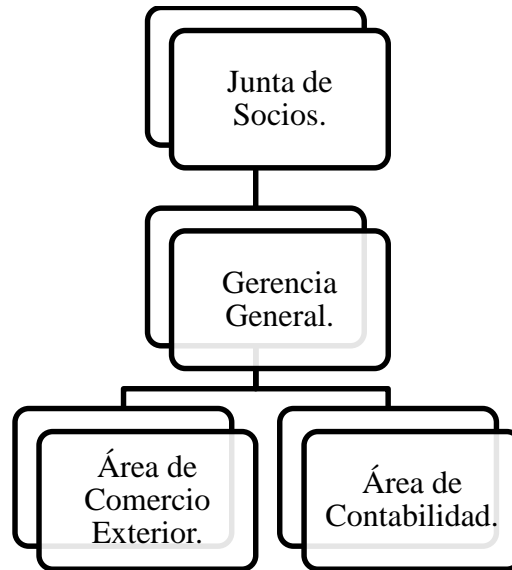 Junta de
Socios.
Gerencia
General.
Área de
Comercio
Exterior.
Área de
Contabilidad.